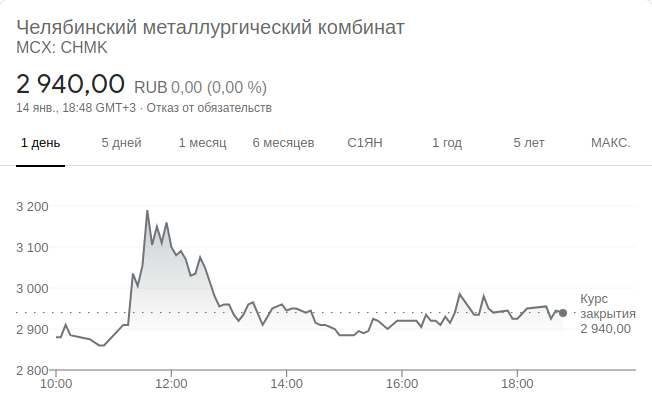 Челябинский металлургический комбинат
MCX: CHMK
2 940,00 RUB 0,00 (0,00 %)
14 янв., 18:48 GMT+3 · Отказ от обязательств
1 день 5 дней 1 месяц 6 месяцев С1ЯН 1 год 5 лет МАКС.
3 200
3 100
3 000
2 900
2 800
Курс
закрытия
2 940,00
10:00 12:00 14:00 16:00 18:00